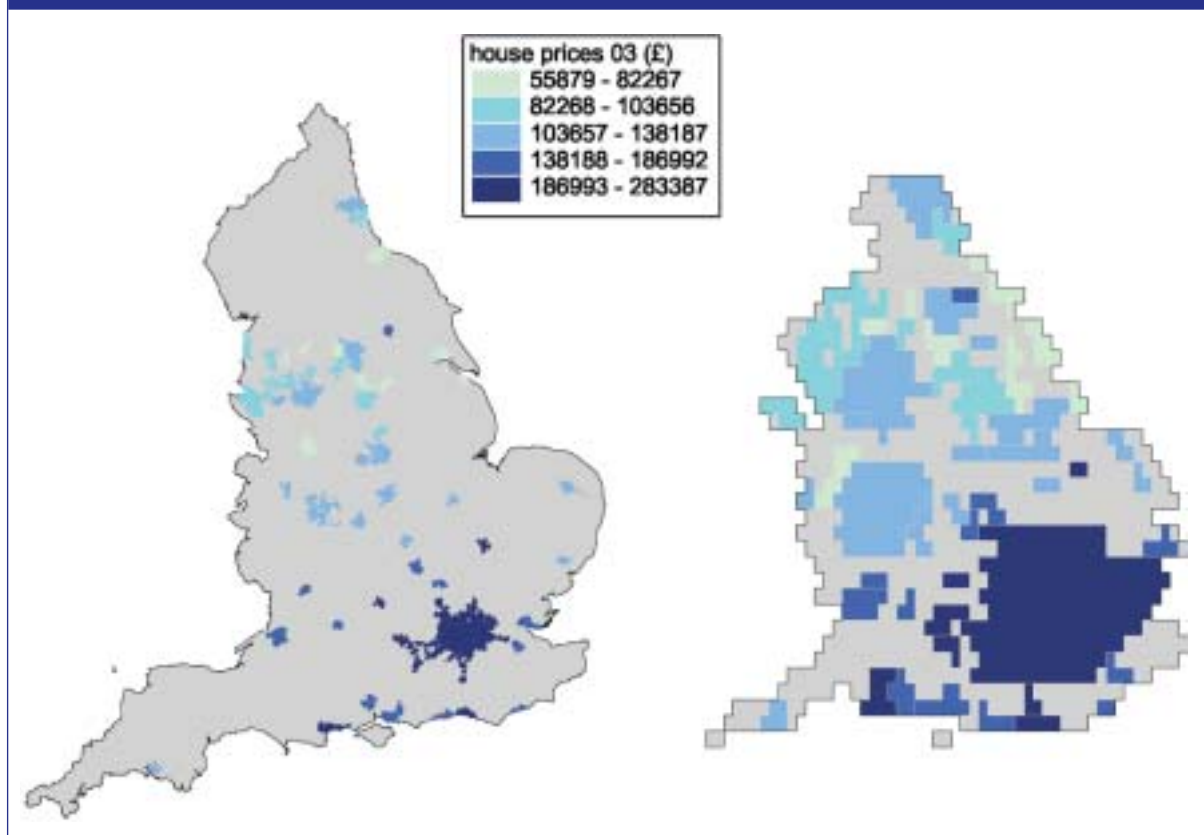 house prices 03 (£)
55879 - 82267
82268 - 103656
103657 - 138187
138188 - 186992
186993 - 283387